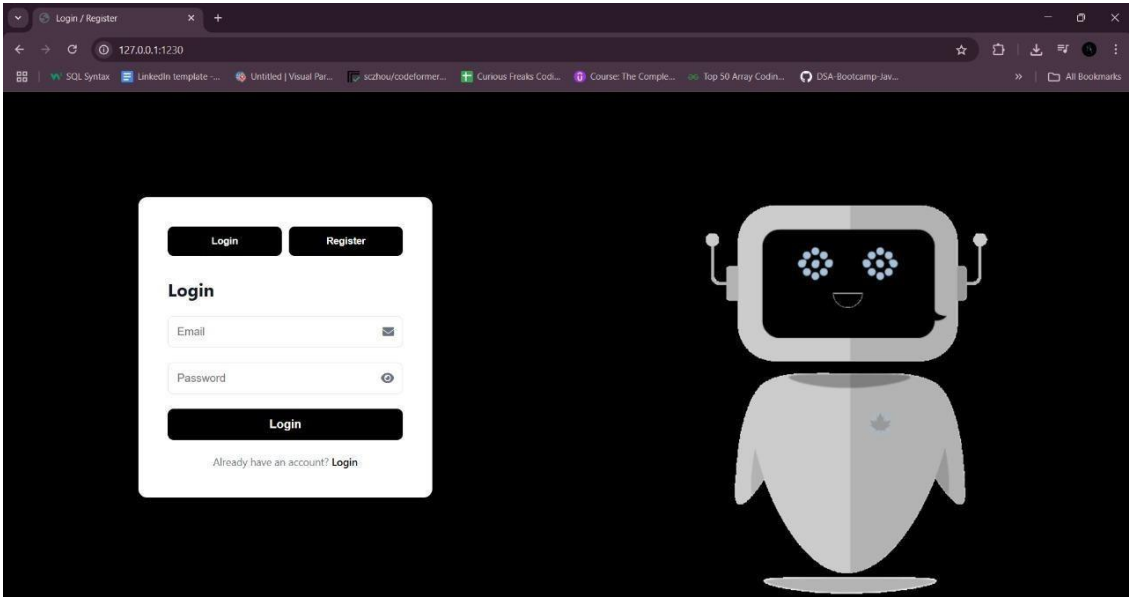 Login / Register
127.0.0.1:1230
SQL Syntax LinkedIn template -... Untitled | Visual Par... sczhou/codeformer... Curious Freaks Codi... Course: The Comple... Top 50 Array Codin... DSA-Bootcamp-Jav... » All Bookmarks
Login Register
Login
Email
Password
Login
Already have an account? Login